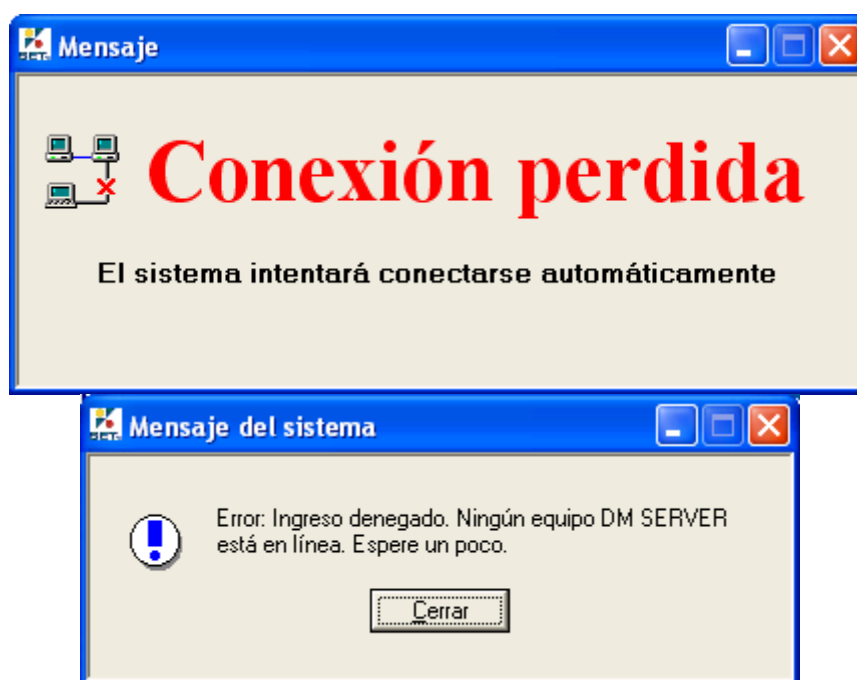 Mensaje
Conexión perdida
El sistema intentará conectarse automáticamente
Mensaje del sistema
Error: Ingreso denegado. Ningún equipo DM SERVER
está en línea. Espere un poco.
Cerrar